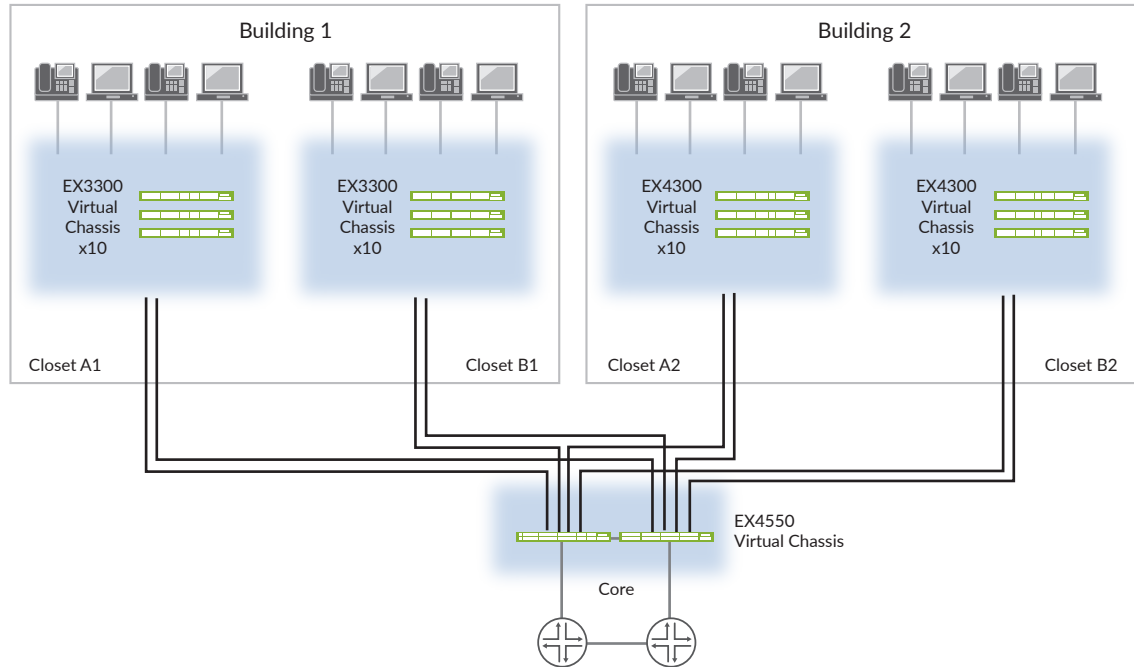 Building 1
Building 2
EX3300
Virtual
Chassis
x10
EX3300
Virtual
Chassis
x10
EX4300
Virtual
Chassis
x10
EX4300
Virtual
Chassis
x10
Closet A1
Closet B1
Closet A2
Closet B2
EX4550
Virtual Chassis
Core